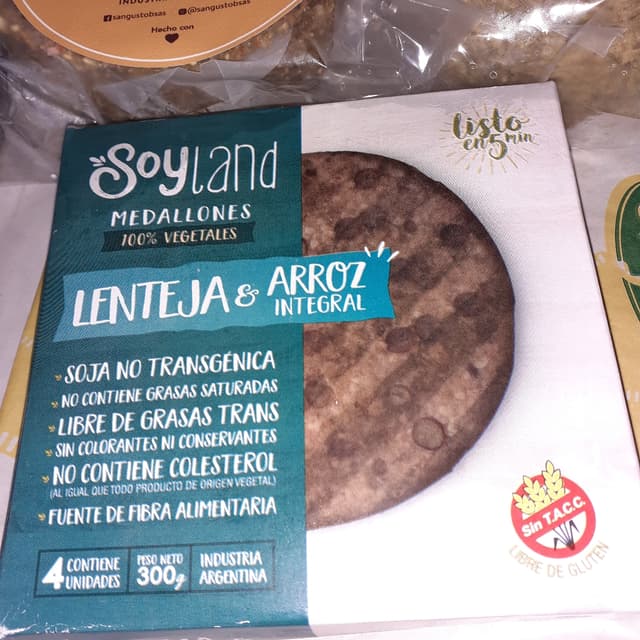 INDUSTR
sangustobsas @sangustobsas
Hecho con
Soyland
MEDALLONES
100% VEGETALES
listo
en 5 min
LENTEJA & ARROZ
INTEGRAL
SOJA NO TRANSGÉNICA
NO CONTIENE GRASAS SATURADAS
LIBRE DE GRASAS TRANS
SIN COLORANTES NI CONSERVANTES
NO CONTIENE COLESTEROL
(AL IGUAL QUE TODO PRODUCTO DE ORIGEN VEGETAL)
FUENTE DE FIBRA ALIMENTARIA
4 CONTIENE
UNIDADES
PESO NETO
300g
INDUSTRIA
ARGENTINA
Sin T.A.C.C.
LIBRE DE GLUTEN